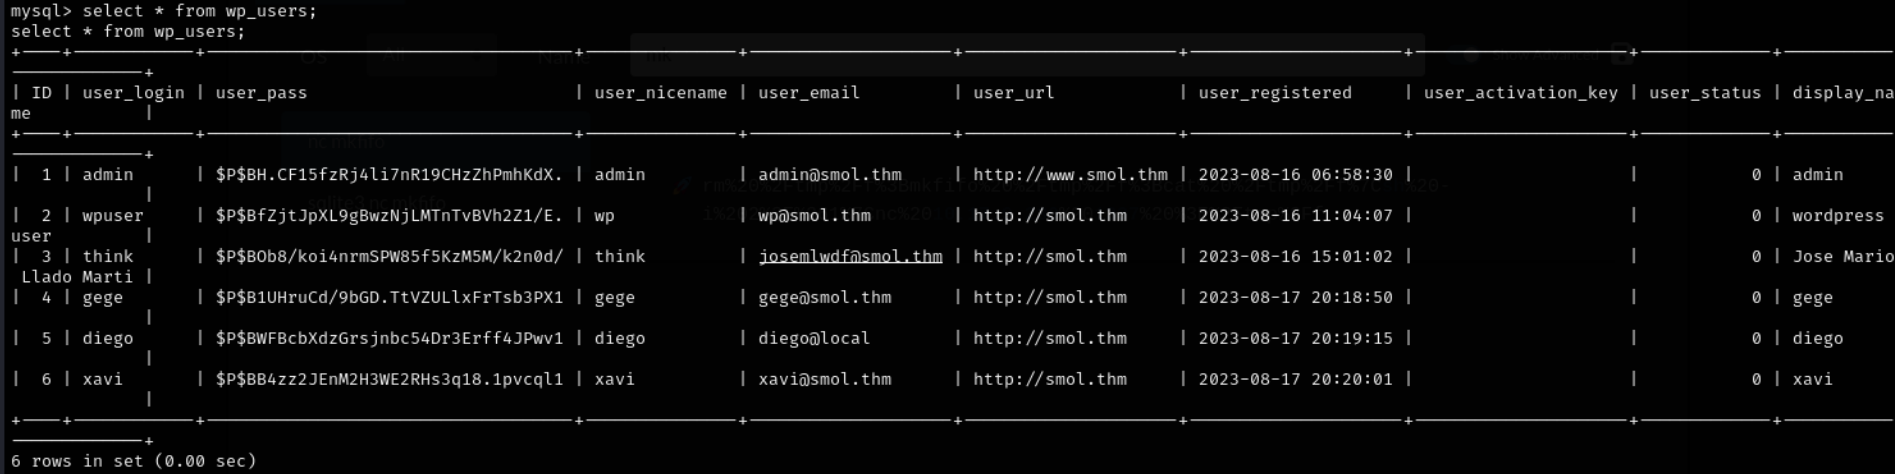 mysql> select * from wp_users;
select * from wp_users;
+----+------------+------------------------------------+---------------+--------------------+---------------------+---------------------+---------------------+-------------+-----------
------------+
| ID | user_login | user_pass | user_nicename | user_email | user_url | user_registered | user_activation_key | user_status | display_na
me |
+----+------------+------------------------------------+---------------+--------------------+---------------------+---------------------+---------------------+-------------+-----------
------------+
| 1 | admin | $P$BH.CF15fzRj4li7nR19CHzZhPmhKdX. | admin | admin@smol.thm | http://www.smol.thm | 2023-08-16 06:58:30 | | 0 | admin
|
| 2 | wpuser | $P$BfZjtJpXL9gBwzNjLMTnTvBVh2Z1/E. | wp | wp@smol.thm | http://smol.thm | 2023-08-16 11:04:07 | | 0 | wordpress
user |
| 3 | think | $P$BOb8/koi4nrmSPW85f5KzM5M/k2n0d/ | think | josemlwdf@smol.thm | http://smol.thm | 2023-08-16 15:01:02 | | 0 | Jose Mario
Llado Marti |
| 4 | gege | $P$B1UHruCd/9bGD.TtVZULlxFrTsb3PX1 | gege | gege@smol.thm | http://smol.thm | 2023-08-17 20:18:50 | | 0 | gege
|
| 5 | diego | $P$BWFBcbXdzGrsjnbc54Dr3Erff4JPwv1 | diego | diego@local | http://smol.thm | 2023-08-17 20:19:15 | | 0 | diego
|
| 6 | xavi | $P$BB4zz2JEnM2H3WE2RHs3q18.1pvcql1 | xavi | xavi@smol.thm | http://smol.thm | 2023-08-17 20:20:01 | | 0 | xavi
|
+----+------------+------------------------------------+---------------+--------------------+---------------------+---------------------+---------------------+-------------+-----------
------------+
6 rows in set (0.00 sec)